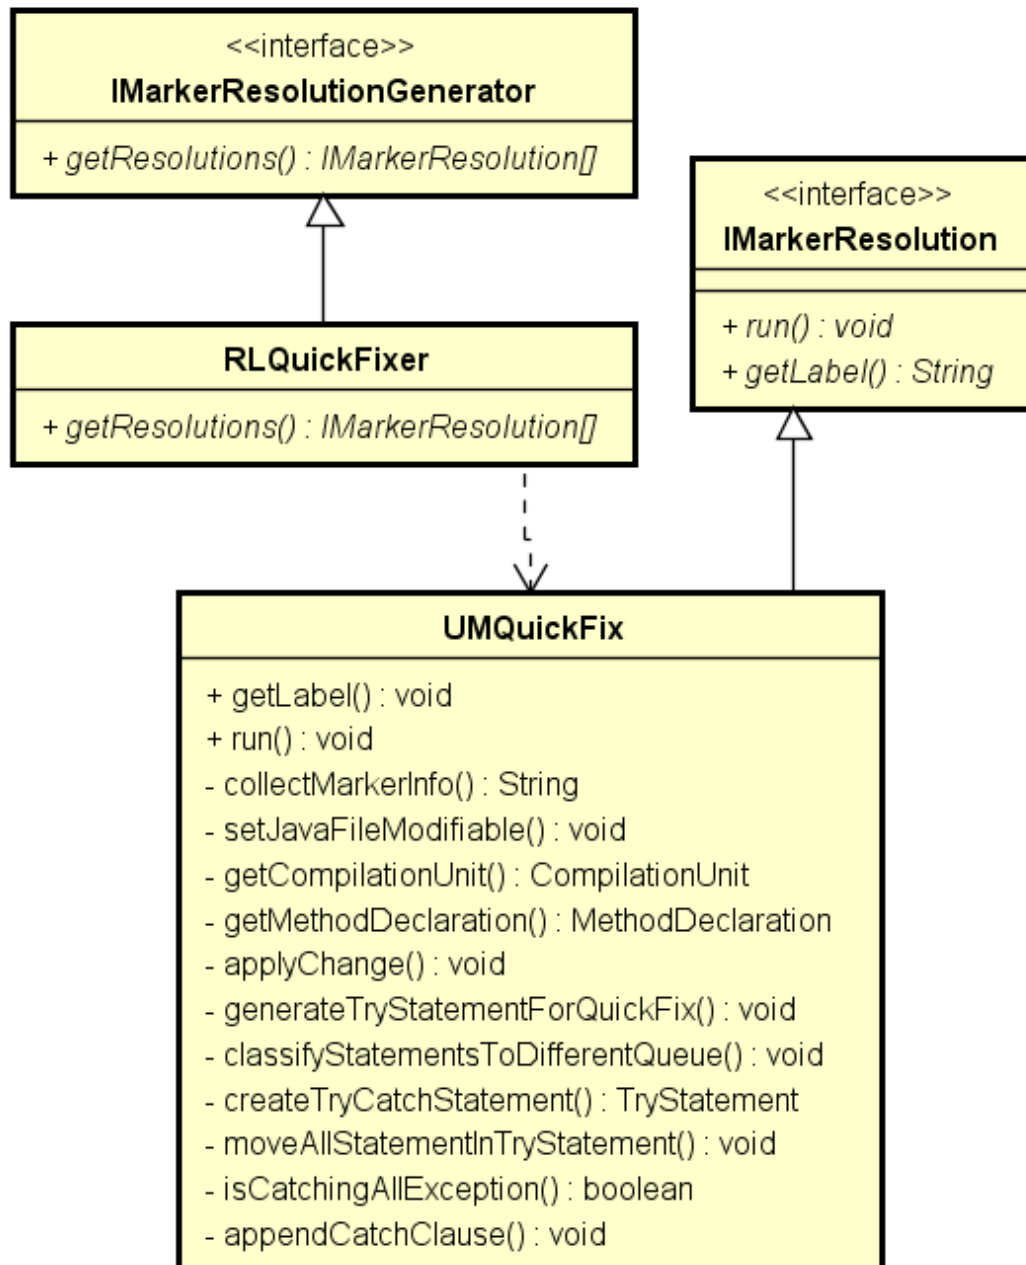 <<interface>>
IMarkerResolutionGenerator
+ getResolutions() : IMarkerResolution[]
<<interface>>
IMarkerResolution
+ run() : void
+ getLabel() : String
RLQuickFixer
+ getResolutions() : IMarkerResolution[]
UMQuickFix
+ getLabel() : void
+ run() : void
- collectMarkerInfo() : String
- setJavaFileModifiable() : void
- getCompilationUnit() : CompilationUnit
- getMethodDeclaration() : MethodDeclaration
- applyChange() : void
- generateTryStatementForQuickFix() : void
- classifyStatementsToDifferentQueue() : void
- createTryCatchStatement() : TryStatement
- moveAllStatementInTryStatement() : void
- isCatchingAllException() : boolean
- appendCatchClause() : void